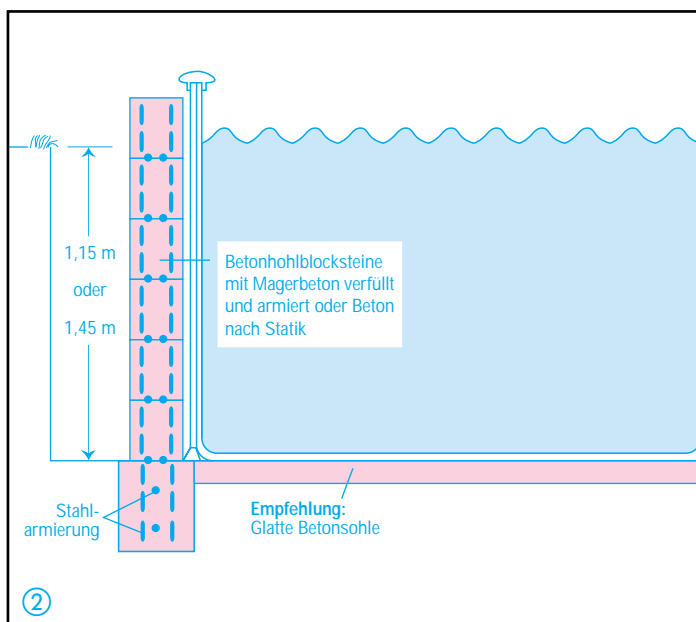 1,15 m
oder
1,45 m
Betonhohlblocksteine
mit Magerbeton verfüllt
und armiert oder Beton
nach Statik
Stahl-
armierung
Empfehlung:
Glatte Betonsohle
2